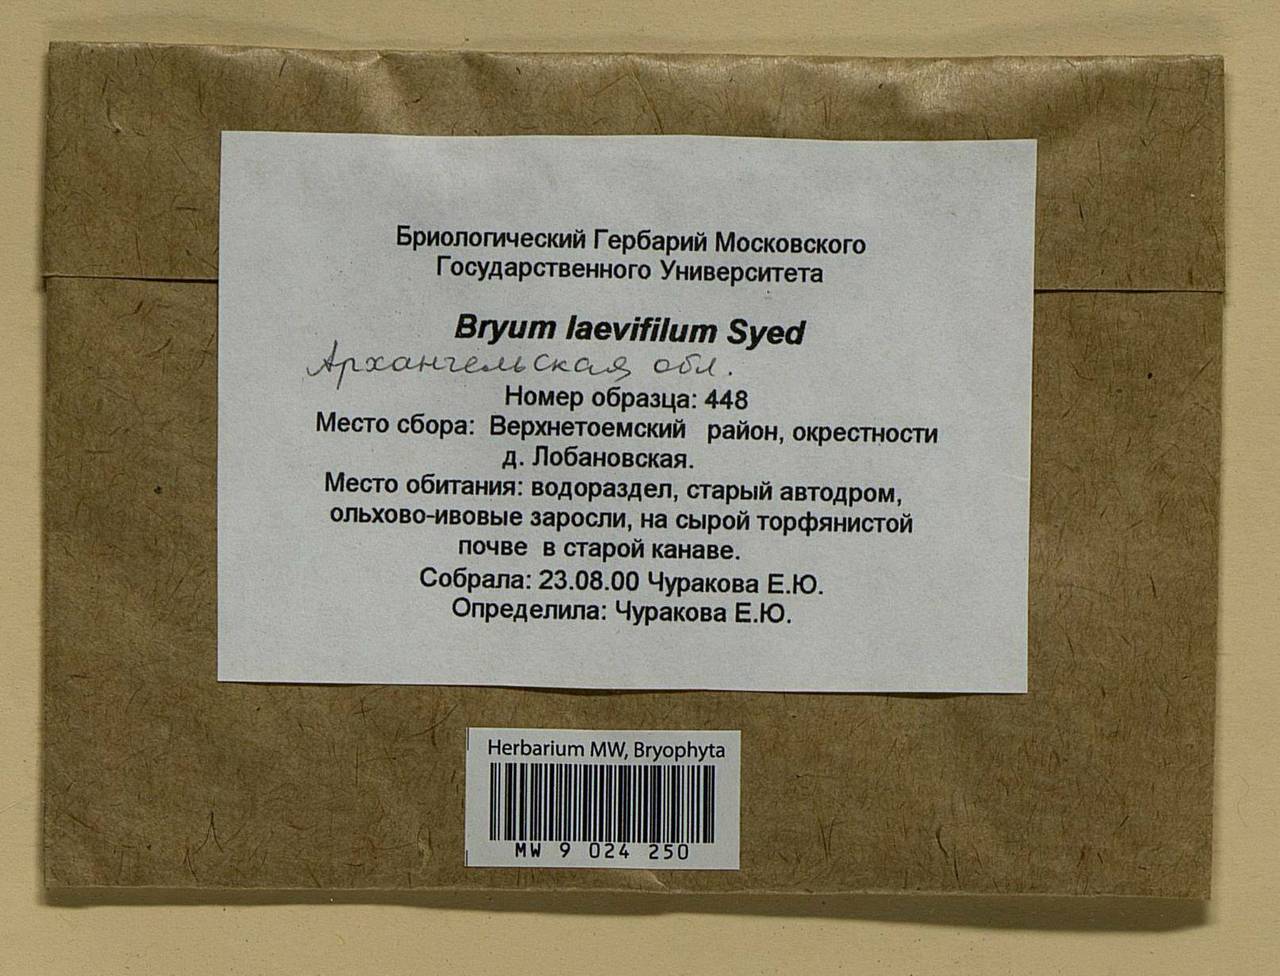 Бриологический Гербарий Московского
Государственного Университета
Bryum laevifilum Syed
Архангельская обл.
Номер образца: 448
Место сбора: Верхнетоемский район, окрестности
д. Лобановская.
Место обитания: водораздел, старый автодром,
ольхово-ивовые заросли, на сырой торфянистой
почве в старой канаве.
Собрала: 23.08.00 Чуракова Е.Ю.
Определила: Чуракова Е.Ю.
Herbarium MW, Bryophyta
MW 9 024 250